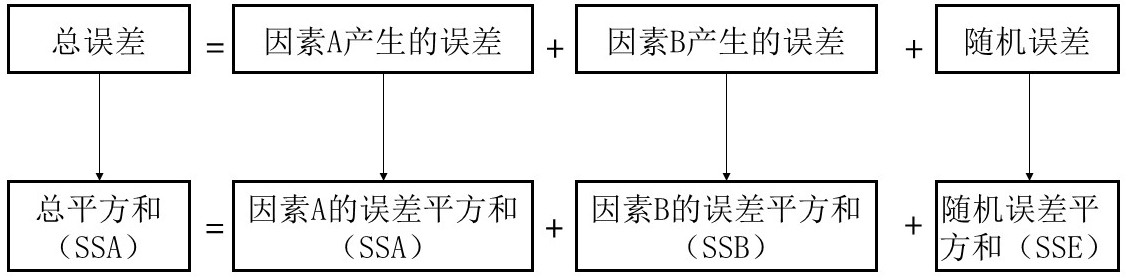 总误差 = 因素A产生的误差 + 因素B产生的误差 + 随机误差
总平方和 = 因素A的误差平方和 + 因素B的误差平方和 + 随机误差平
（SSA） （SSA） （SSB） 方和（SSE）